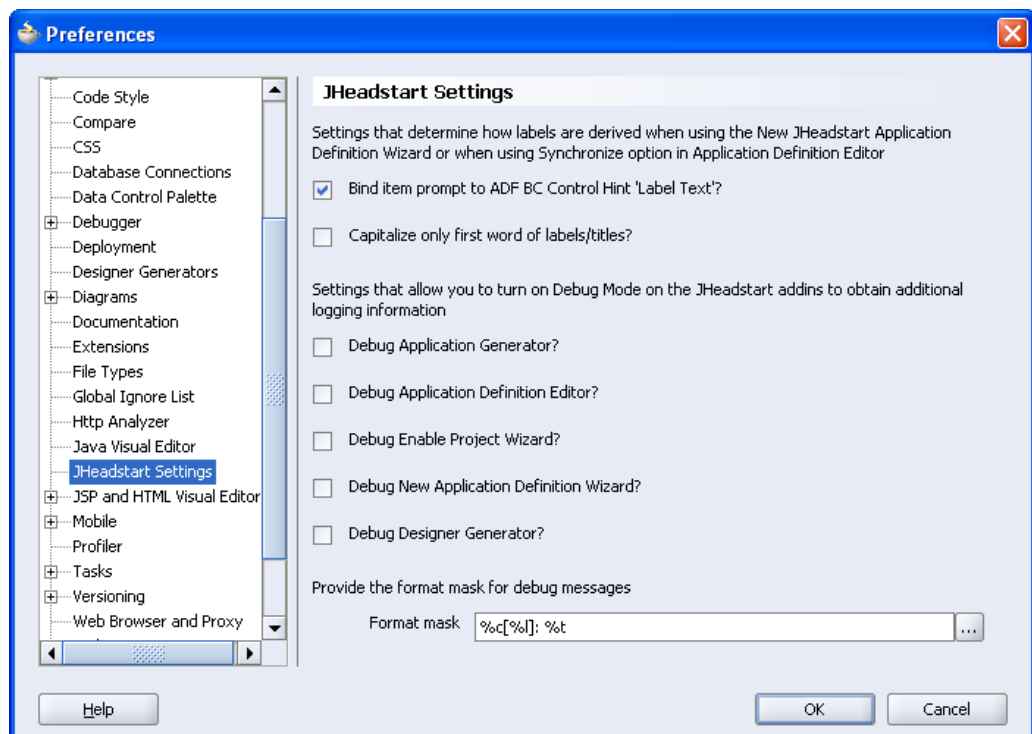 Preferences
Code Style
Compare
CSS
Database Connections
Data Control Palette
Debugger
Deployment
Designer Generators
Diagrams
Documentation
Extensions
File Types
Global Ignore List
Http Analyzer
Java Visual Editor
JHeadstart Settings
JSP and HTML Visual Editor
Mobile
Profiler
Tasks
Versioning
Web Browser and Proxy
JHeadstart Settings
Settings that determine how labels are derived when using the New JHeadstart Application
Definition Wizard or when using Synchronize option in Application Definition Editor
Bind item prompt to ADF BC Control Hint 'Label Text'?
Capitalize only first word of labels/titles?
Settings that allow you to turn on Debug Mode on the JHeadstart addins to obtain additional
logging information
Debug Application Generator?
Debug Application Definition Editor?
Debug Enable Project Wizard?
Debug New Application Definition Wizard?
Debug Designer Generator?
Provide the format mask for debug messages
Format mask %c[%l]: %t ...
Help OK Cancel